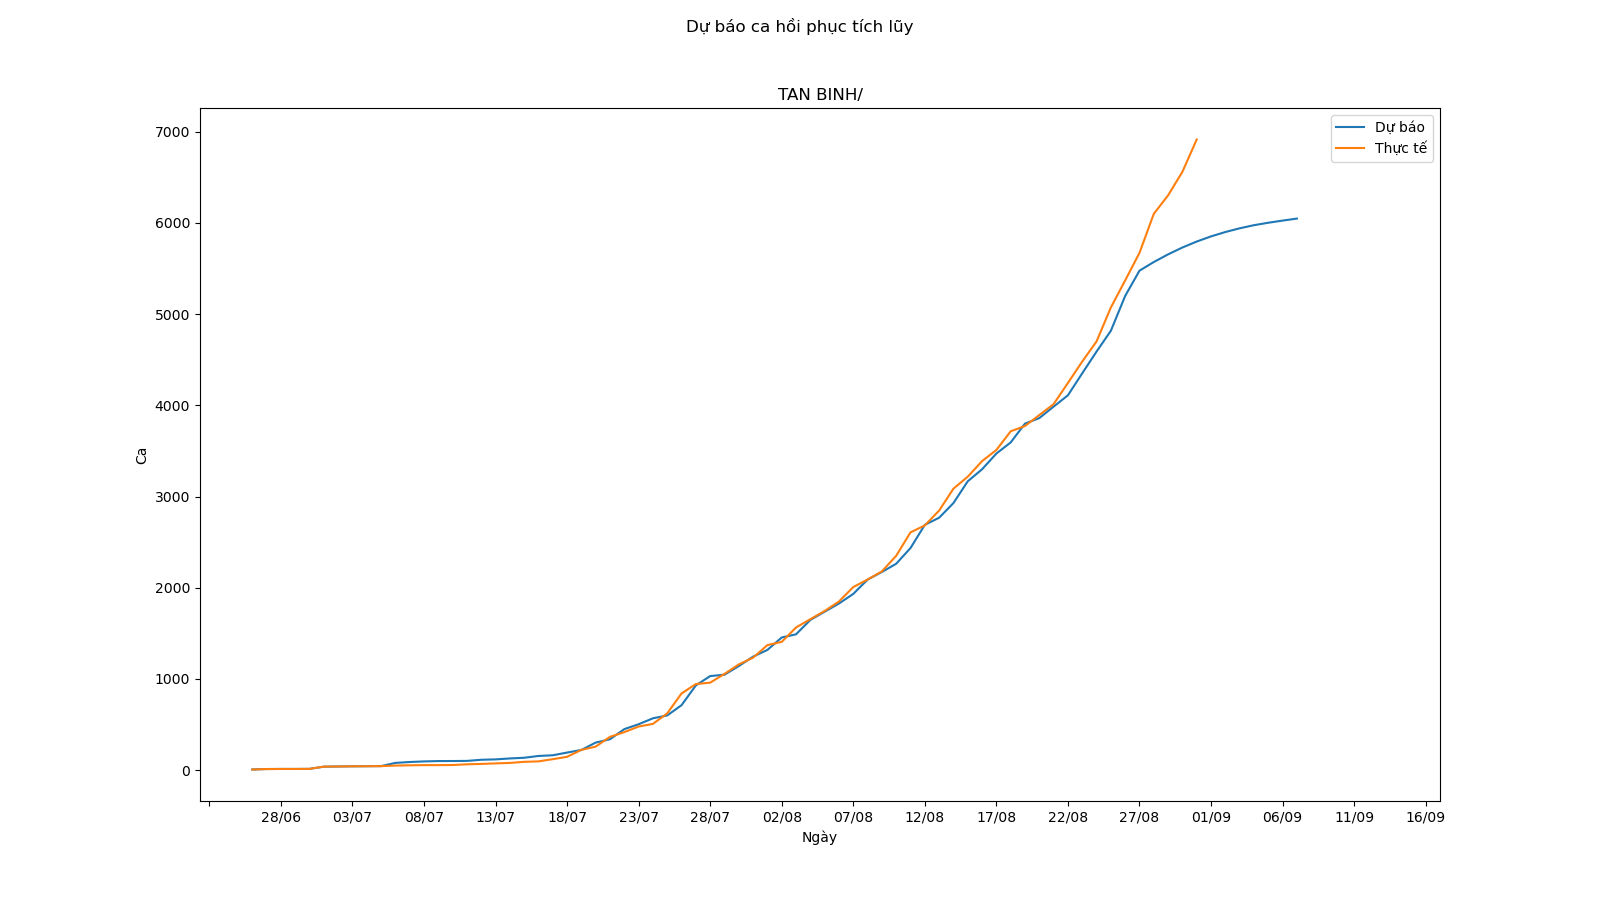 Dự báo ca hồi phục tích lũy
TAN BINH/
Dự báo
Thực tế
7000
6000
5000
4000
3000
2000
1000
0
Ca
28/06 03/07 08/07 13/07 18/07 23/07 28/07 02/08 07/08 12/08 17/08 22/08 27/08 01/09 06/09 11/09 16/09
Ngày